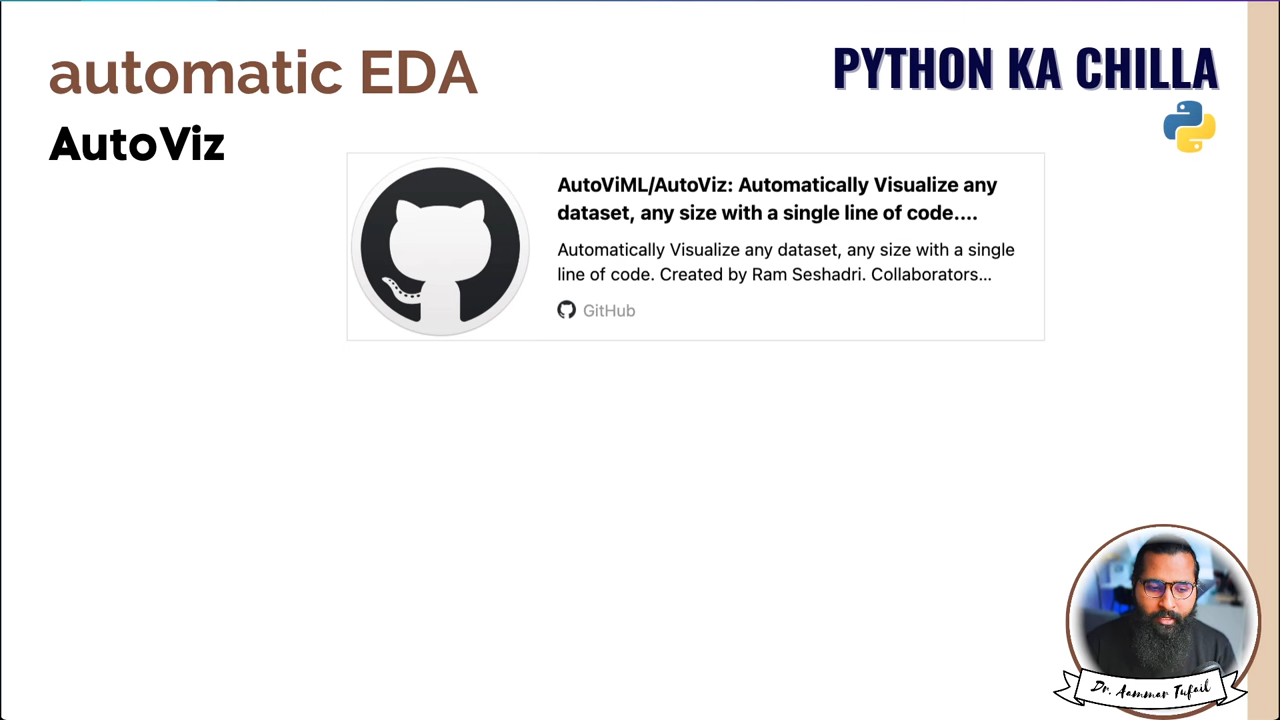 automatic EDA
PYTHON KA CHILLA
AutoViz
AutoViML/AutoViz: Automatically Visualize any
dataset, any size with a single line of code....
Automatically Visualize any dataset, any size with a single
line of code. Created by Ram Seshadri. Collaborators...
GitHub
Dr. Aammar Tufail